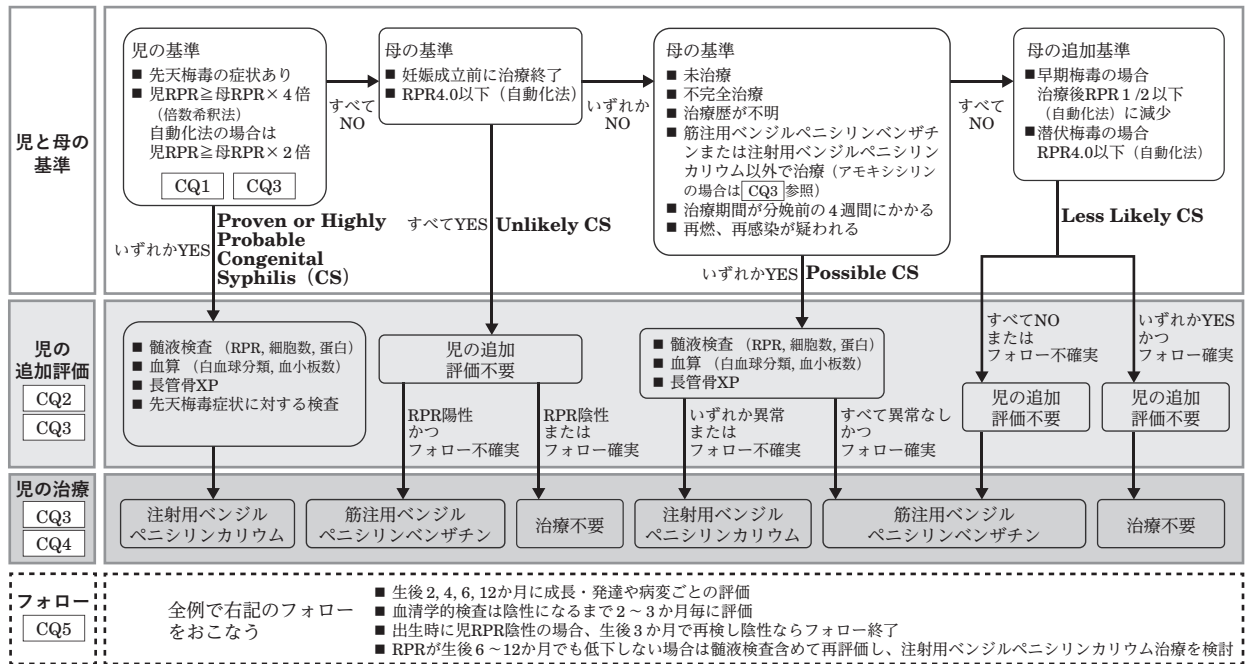 児と母の
基準
児の基準
■ 先天梅毒の症状あり
■ 児RPR≧母RPR×4倍
(倍数希釈法)
自動化法の場合は
児RPR≧母RPR×2倍
CQ1 CQ3
すべて
NO
母の基準
■ 妊娠成立前に治療終了
■ RPR4.0以下(自動化法)
いずれか
NO
母の基準
■ 未治療
■ 不完全治療
■ 治療歴が不明
■ 筋注用ベンジルペニシリンベンザチ
ンまたは注射用ベンジルペニシリン
カリウム以外で治療(アモキシシリン
の場合は CQ3 参照)
■ 治療期間が分娩前の4週間にかかる
■ 再燃、再感染が疑われる
すべて
NO
母の追加基準
■ 早期梅毒の場合
治療後RPR 1/2以下
(自動化法)に減少
■ 潜伏梅毒の場合
RPR4.0以下(自動化法)
いずれかYES
Proven or Highly
Probable
Congenital
Syphilis(CS)
すべてYES
Unlikely CS
いずれかYES
Possible CS
Less Likely CS
児の
追加評価
CQ2
CQ3
■ 髄液検査 (RPR, 細胞数, 蛋白)
■ 血算 (白血球分類, 血小板数)
■ 長管骨XP
■ 先天梅毒症状に対する検査
児の追加
評価不要
RPR陽性
かつ
フォロー不確実
RPR陰性
または
フォロー確実
■ 髄液検査 (RPR, 細胞数, 蛋白)
■ 血算 (白血球分類, 血小板数)
■ 長管骨XP
いずれか異常
または
フォロー不確実
すべて異常なし
かつ
フォロー確実
すべてNO
または
フォロー不確実
児の追加
評価不要
いずれかYES
かつ
フォロー確実
児の追加
評価不要
児の治療
CQ3
CQ4
注射用ベンジル
ペニシリンカリウム
筋注用ベンジル
ペニシリンベンザチン
治療不要
注射用ベンジル
ペニシリンカリウム
筋注用ベンジル
ペニシリンベンザチン
治療不要
フォロー
CQ5
全例で右記のフォロー
をおこなう
■ 生後2, 4, 6, 12か月に成長・発達や病変ごとの評価
■ 血清学的検査は陰性になるまで2~3か月毎に評価
■ 出生時に児RPR陰性の場合、生後3か月で再検し陰性ならフォロー終了
■ RPRが生後6~12か月でも低下しない場合は髄液検査含めて再評価し、注射用ベンジルペニシリンカリウム治療を検討